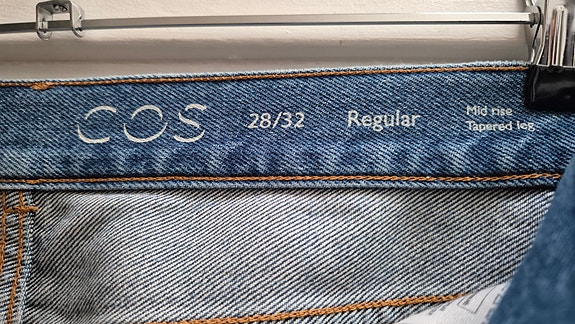 COS 28/32 Regular
Mid rise
Tapered leg